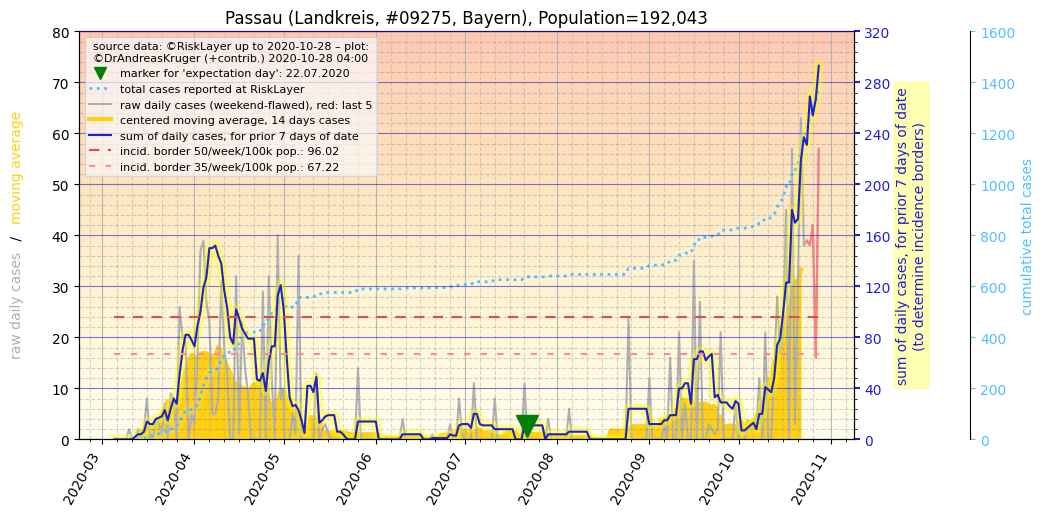 Passau (Landkreis, #09275, Bayern), Population=192,043
source data: ©RiskLayer up to 2020-10-28 – plot:
©DrAndreasKruger (+contrib.) 2020-10-28 04:00
marker for 'expectation day': 22.07.2020
total cases reported at RiskLayer
raw daily cases (weekend-flawed), red: last 5
centered moving average, 14 days cases
sum of daily cases, for prior 7 days of date
incid. border 50/week/100k pop.: 96.02
incid. border 35/week/100k pop.: 67.22
raw daily cases / moving average
80
70
60
50
40
30
20
10
0
320
280
240
200
160
120
80
40
0
sum of daily cases, for prior 7 days of date
(to determine incidence borders)
1600
1400
1200
1000
800
600
400
200
0
cumulative total cases
2020-03
2020-04
2020-05
2020-06
2020-07
2020-08
2020-09
2020-10
2020-11